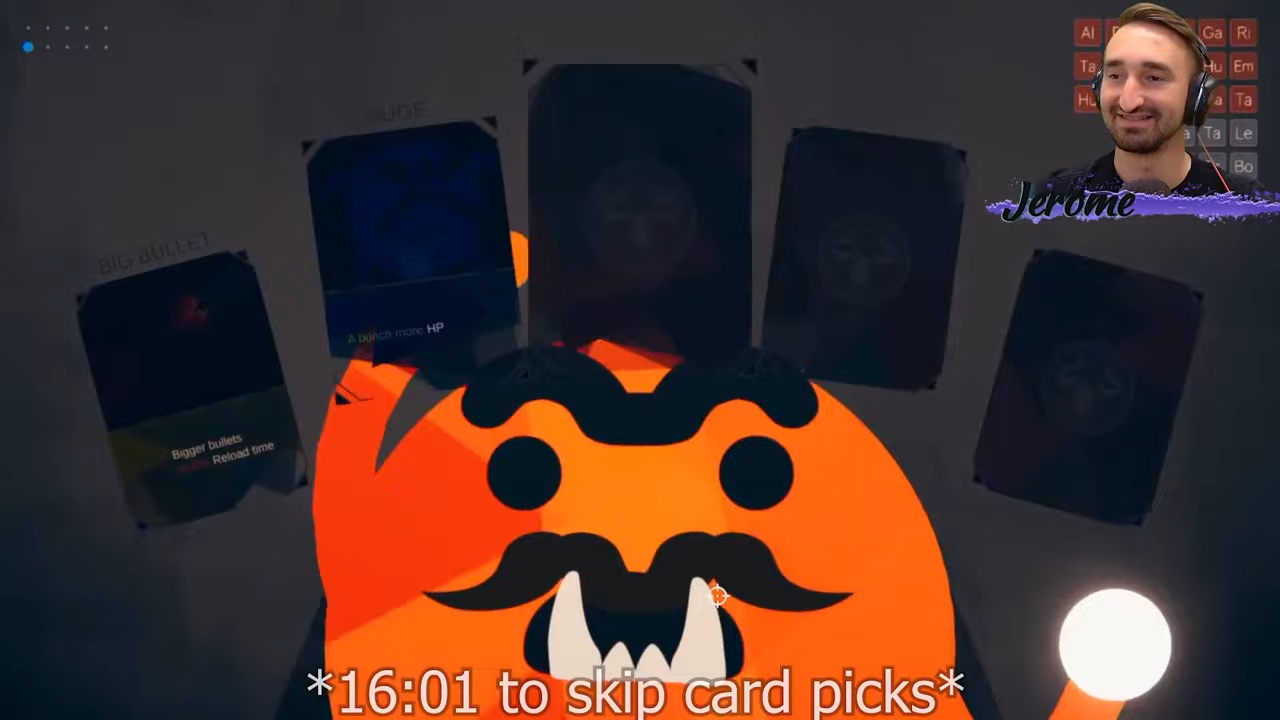 Al Ga Ri
Ta Hu Em
Hu a Ta
a Ta Le
Bo
Jerome
BIG BULLET
Bigger bullets
Reload time
A bunch more HP
*16:01 to skip card picks*